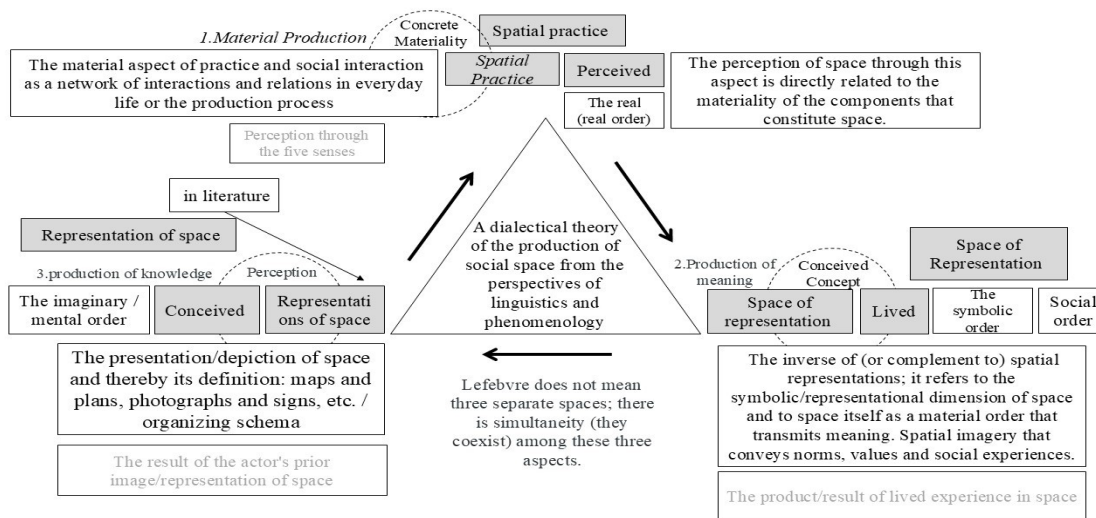 1.Material Production
Concrete
Materiality
Spatial practice
The material aspect of practice and social interaction
as a network of interactions and relations in everyday
life or the production process
Spatial
Practice
Perceived
The real
(real order)
The perception of space through this
aspect is directly related to the
materiality of the components that
constitute space.
Perception through
the five senses
in literature
Representation of space
3.production of knowledge
Perception
The imaginary /
mental order
Conceived
Representati
ons of space
The presentation/depiction of space
and thereby its definition: maps and
plans, photographs and signs, etc. /
organizing schema
The result of the actor's prior
image/representation of space
A dialectical theory
of the production of
social space from the
perspectives of
linguistics and
phenomenology
Lefebvre does not mean
three separate spaces; there
is simultaneity (they
coexist) among these three
aspects.
2.Production of
meaning
Conceived
Concept
Space of
Representation
Space of
representation
Lived
The
symbolic
order
Social
order
The inverse of (or complement to) spatial
representations; it refers to the
symbolic/representational dimension of space
and to space itself as a material order that
transmits meaning. Spatial imagery that
conveys norms, values and social experiences.
The product/result of lived experience in space